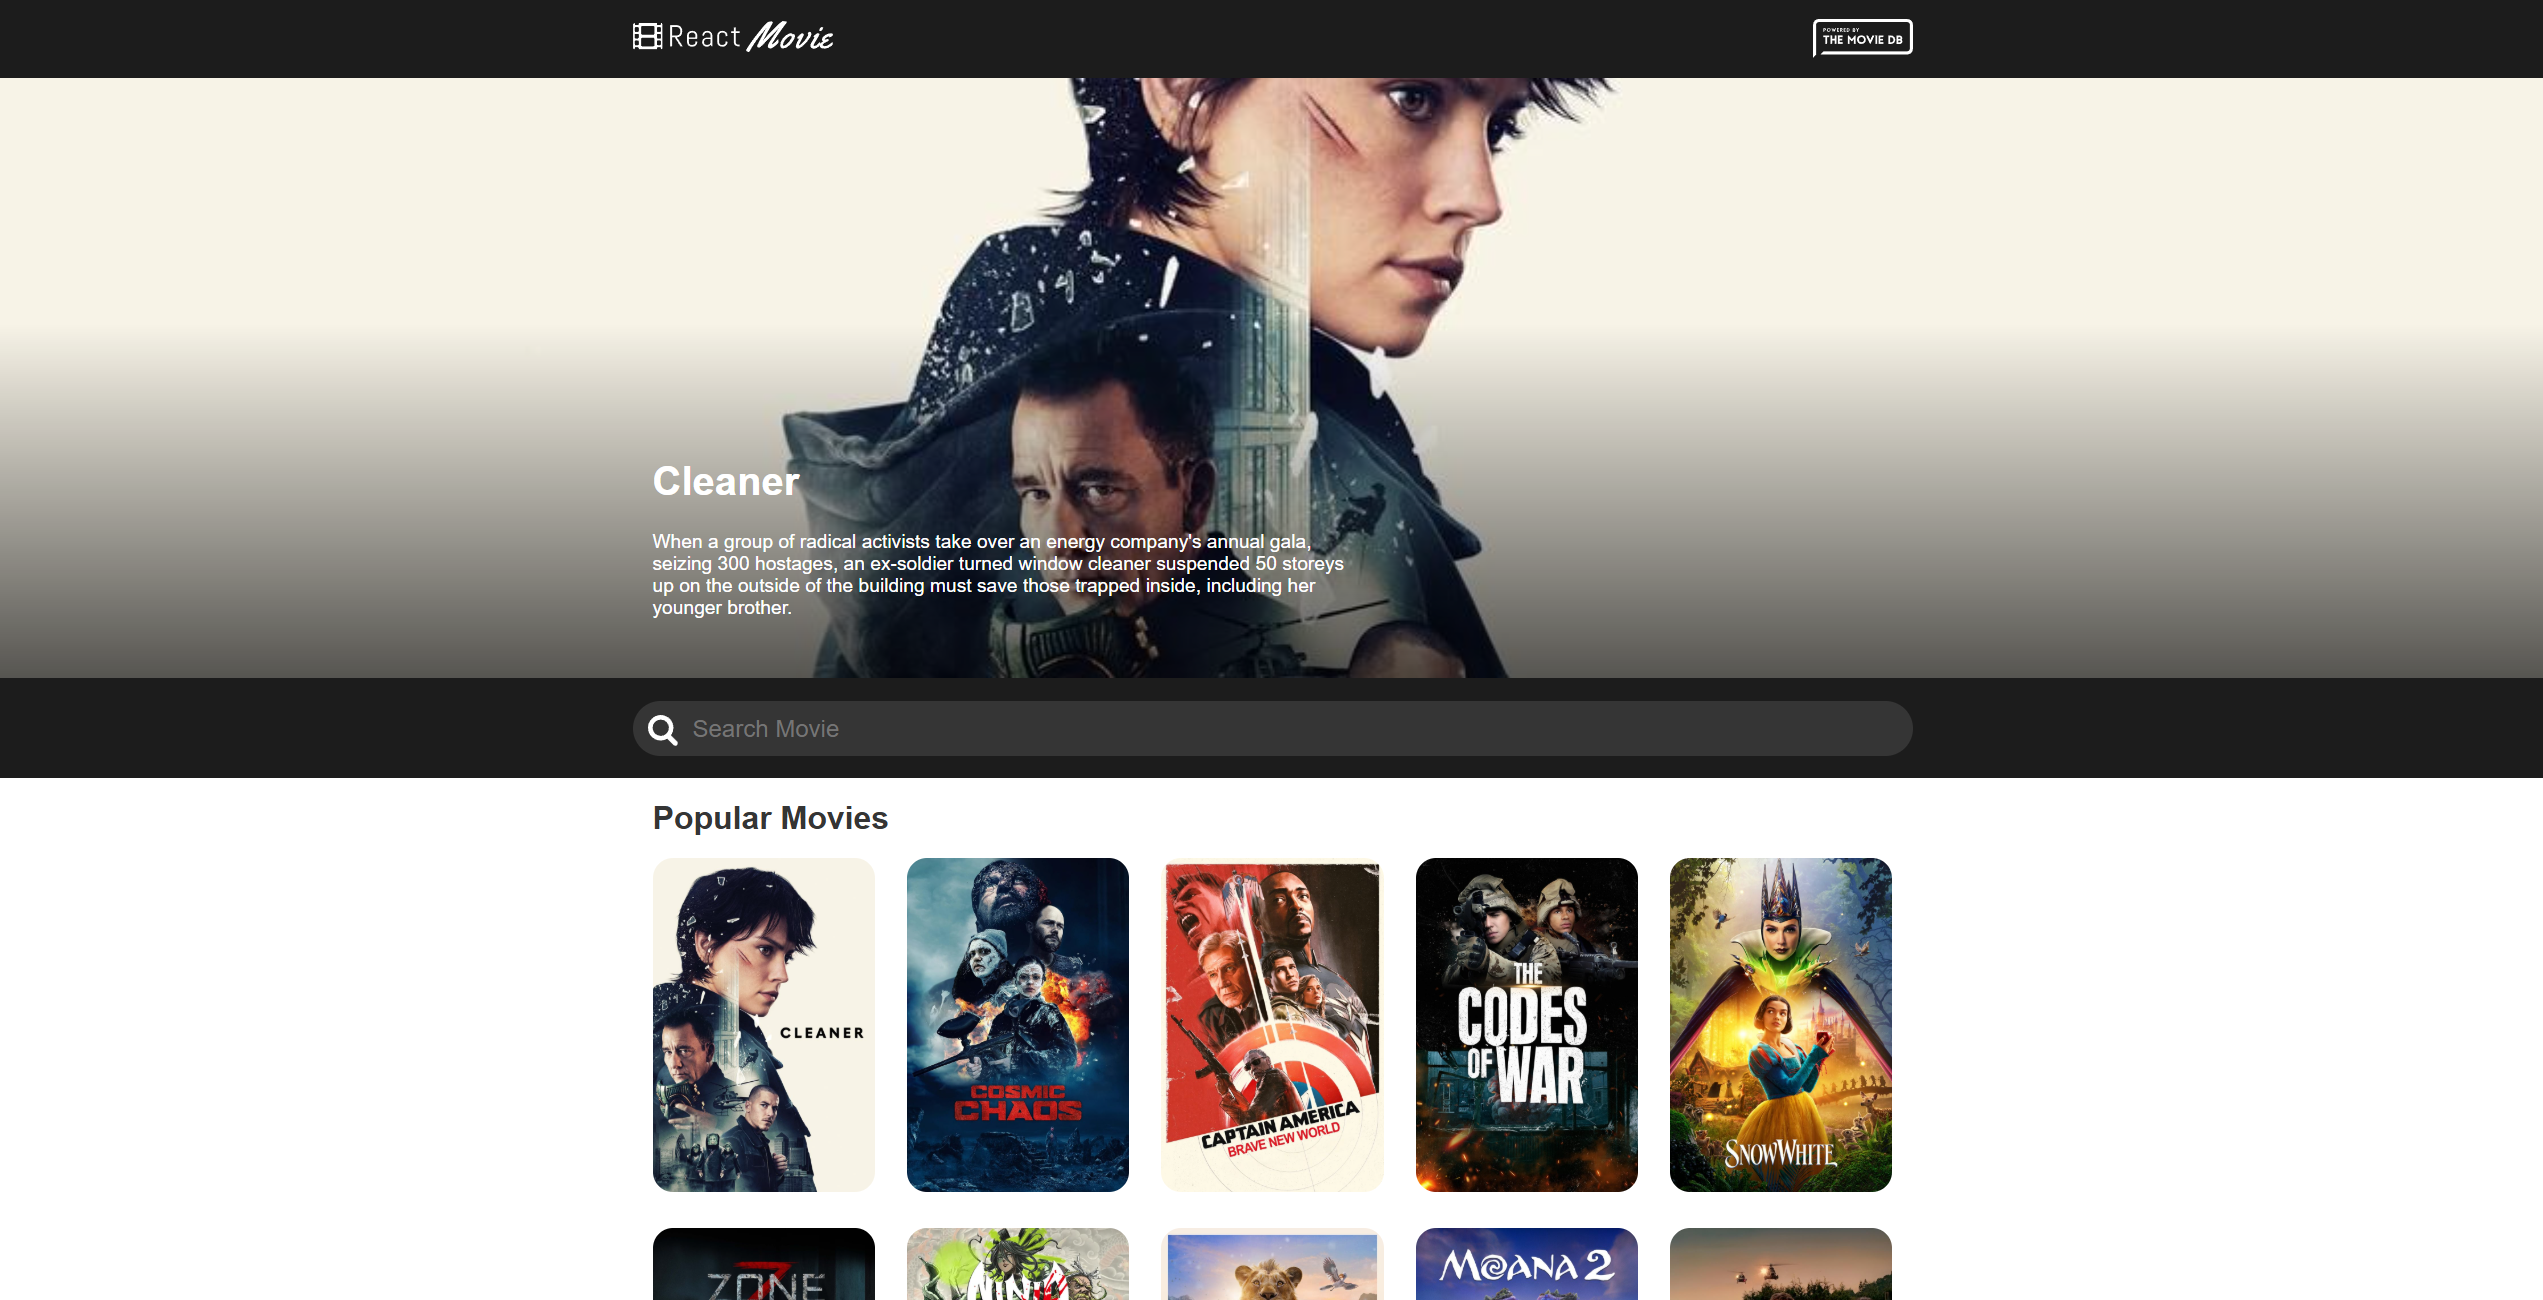 React Movie
POWERED BY
THE MOVIE DB
Cleaner
When a group of radical activists take over an energy company's annual gala,
seizing 300 hostages, an ex-soldier turned window cleaner suspended 50 storeys
up on the outside of the building must save those trapped inside, including her
younger brother.
Search Movie
Popular Movies
CLEANER
COSMIC
CHAOS
CAPTAIN AMERICA
BRAVE NEW WORLD
THE
CODES
OF WAR
SNOW WHITE
Z
ZONE
MOANA 2